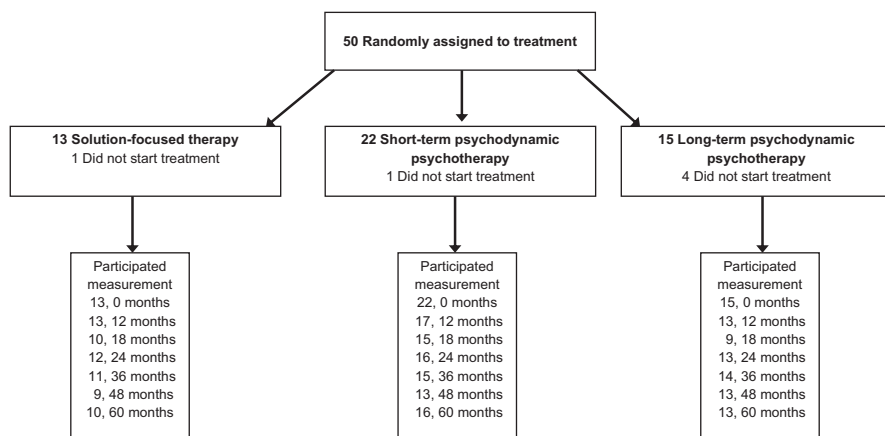 50 Randomly assigned to treatment
13 Solution-focused therapy
1 Did not start treatment
22 Short-term psychodynamic
psychotherapy
1 Did not start treatment
15 Long-term psychodynamic
psychotherapy
4 Did not start treatment
Participated
measurement
13, 0 months
13, 12 months
10, 18 months
12, 24 months
11, 36 months
9, 48 months
10, 60 months
Participated
measurement
22, 0 months
17, 12 months
15, 18 months
16, 24 months
15, 36 months
13, 48 months
16, 60 months
Participated
measurement
15, 0 months
13, 12 months
9, 18 months
13, 24 months
14, 36 months
13, 48 months
13, 60 months